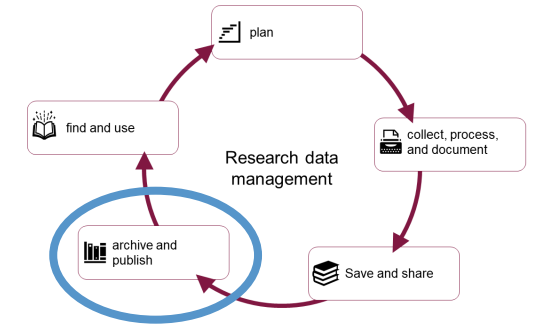 plan
collect, process,
and document
Save and share
archive and
publish
find and use
Research data
management